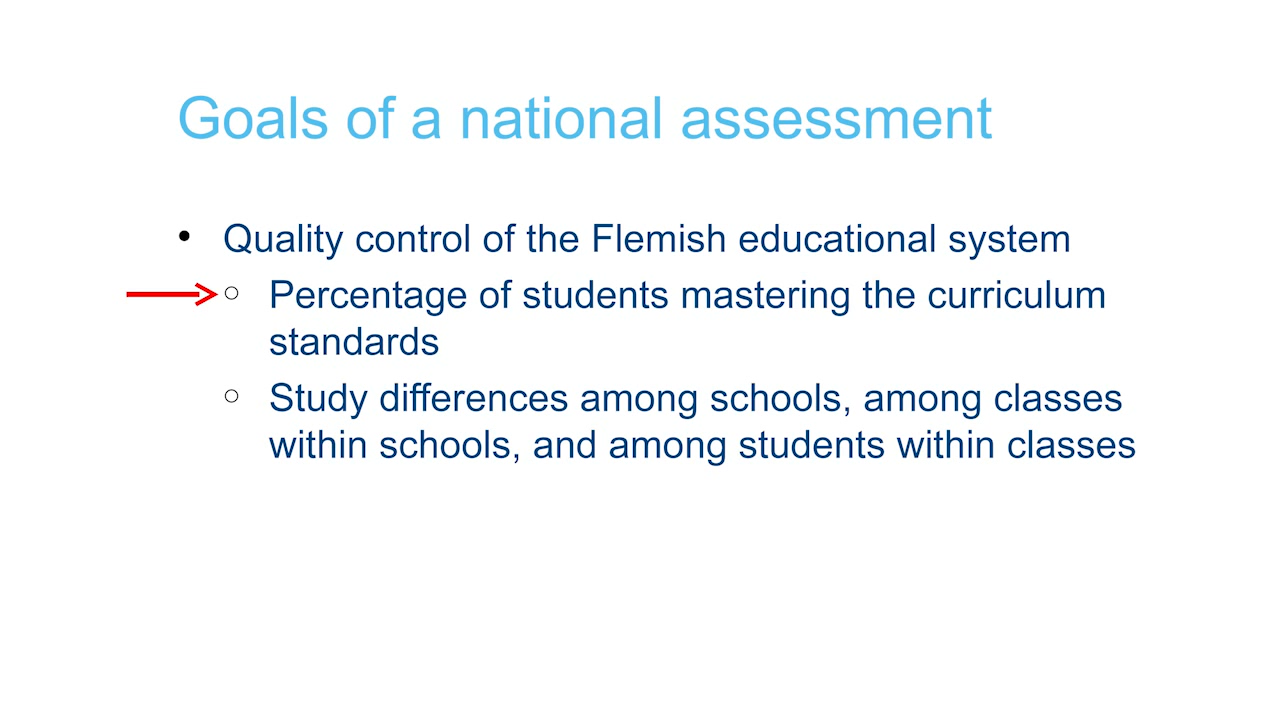 Goals of a national assessment
• Quality control of the Flemish educational system
○ Percentage of students mastering the curriculum
standards
○ Study differences among schools, among classes
within schools, and among students within classes